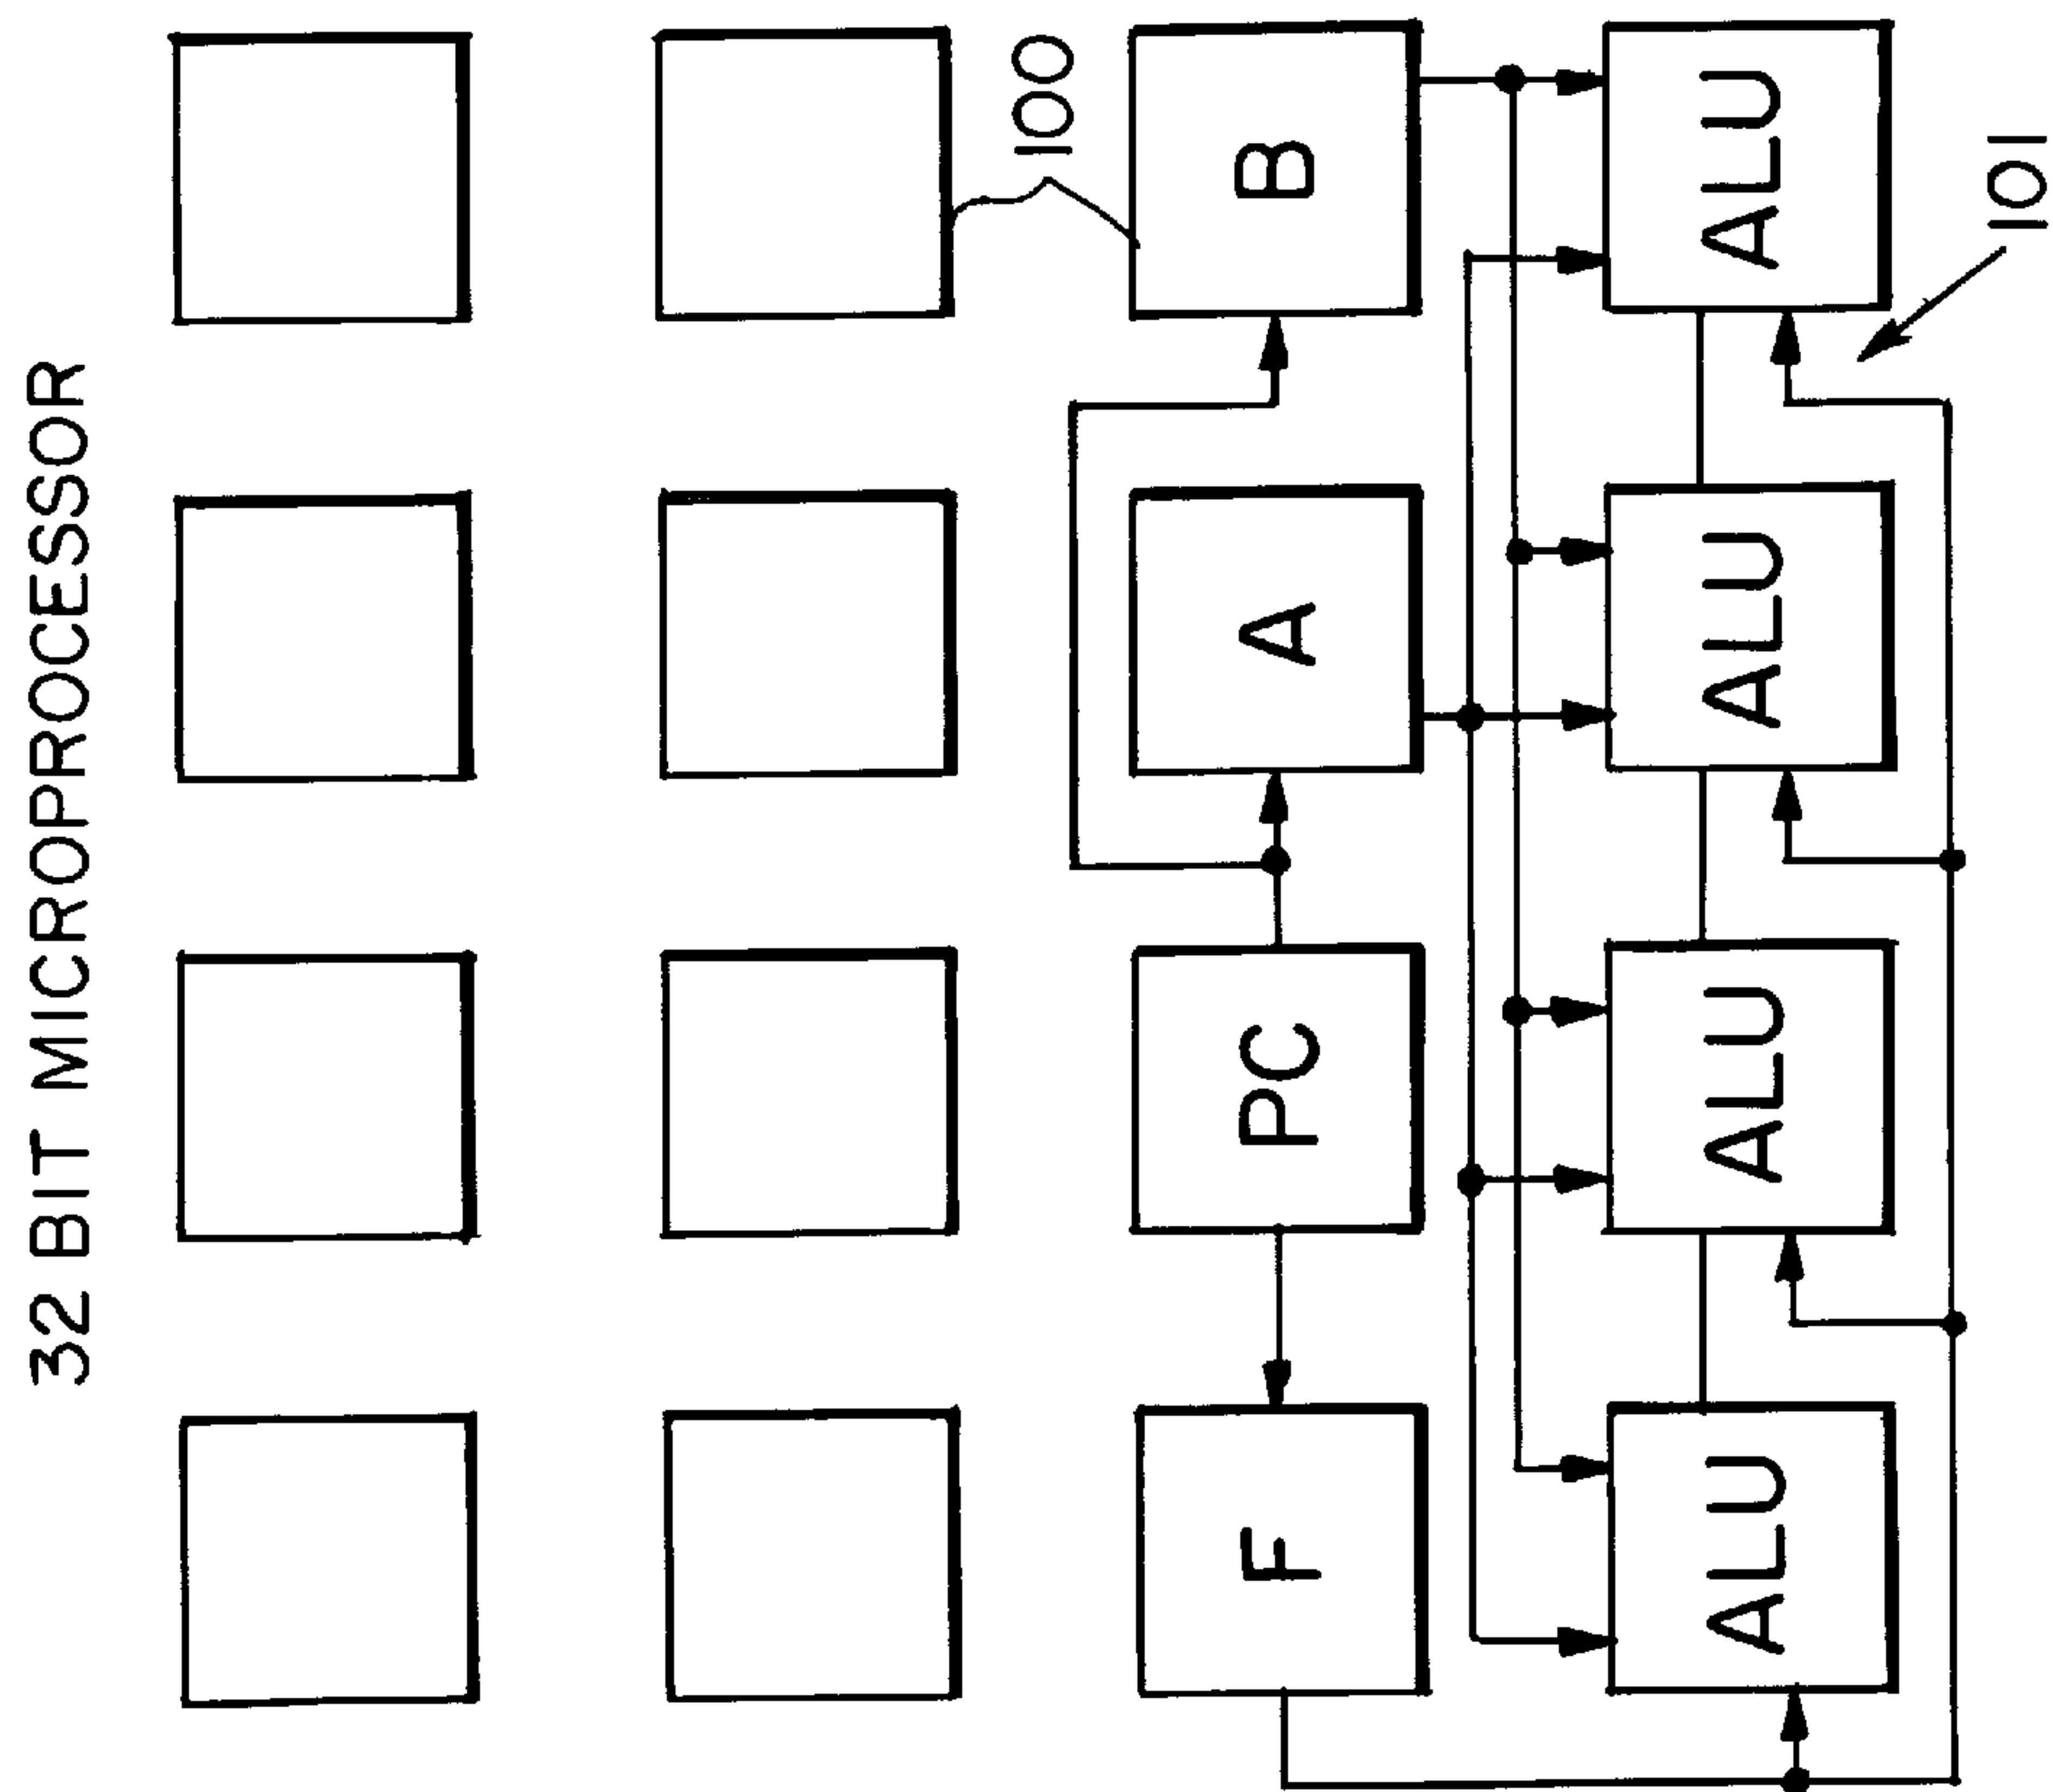 32 BIT MICROPROCESSOR
100
F
PC
A
B
ALU
ALU
ALU
ALU
101